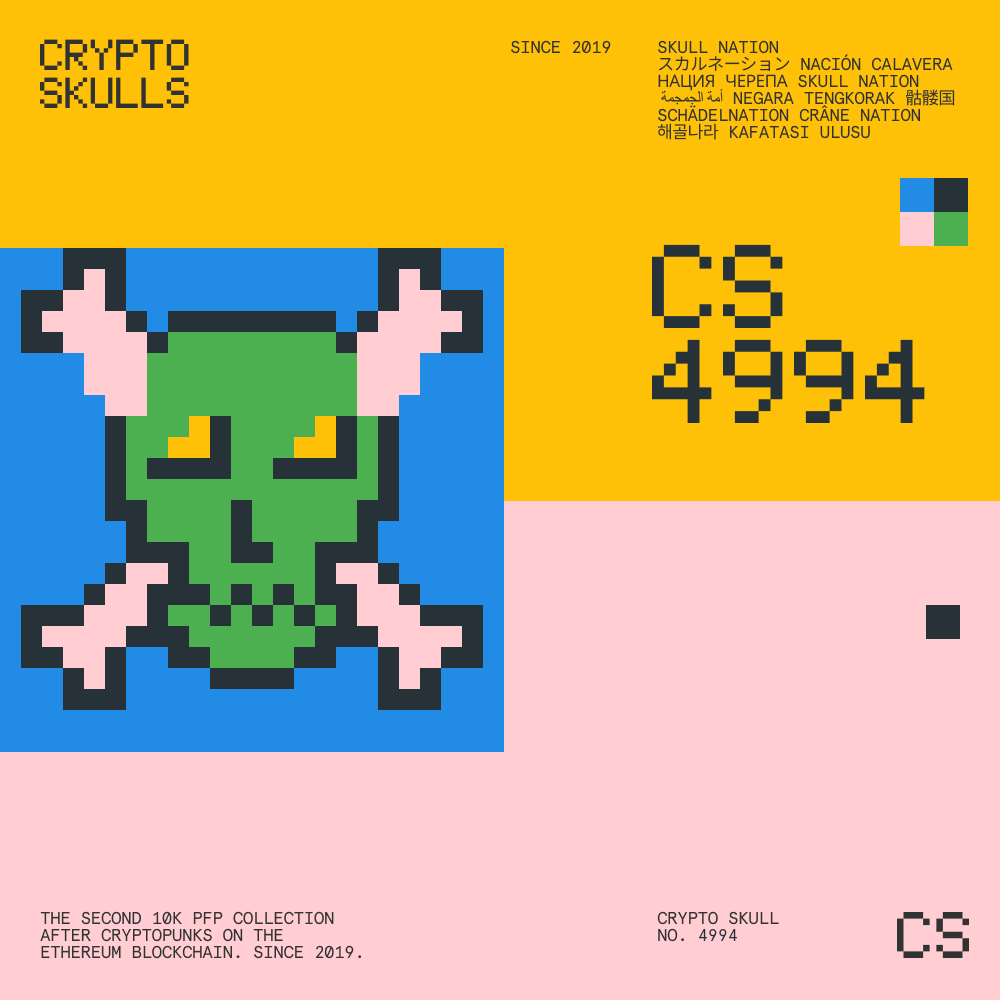 CRYPTO
SKULLS
SINCE 2019
SKULL NATION
スカルネーション NACIÓN CALAVERA
НАЦИЯ ЧЕРЕПА SKULL NATION
أمة الجمجمة NEGARA TENGKORAK 骷髅国
SCHÄDELNATION CRÂNE NATION
해골나라 KAFATASI ULUSU
CS
4994
THE SECOND 10K PFP COLLECTION
AFTER CRYPTOPUNKS ON THE
ETHEREUM BLOCKCHAIN. SINCE 2019.
CRYPTO SKULL
NO. 4994
CS